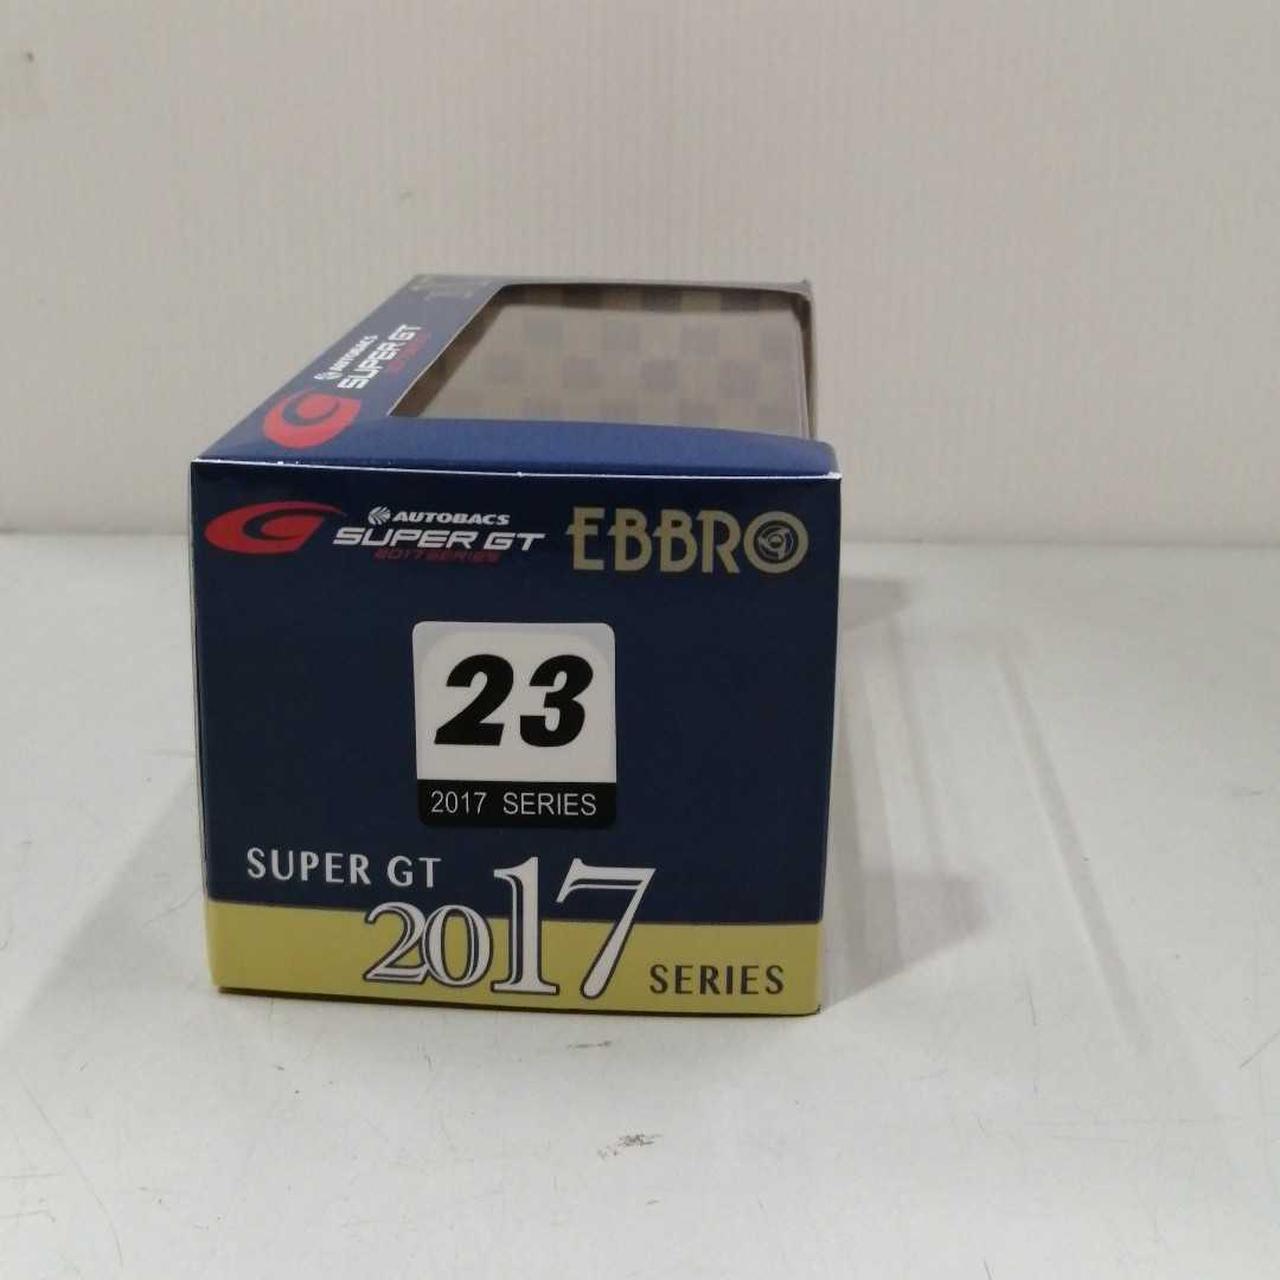 AUTOBACS
SUPER GT
AUTOBACS
SUPER GT
2017 SERIES
EBBRO
23
2017 SERIES
SUPER GT
2017
SERIES